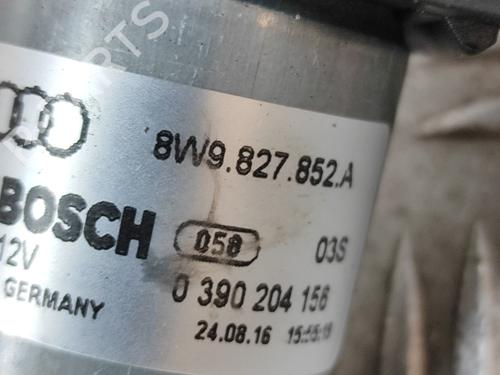 8W9.827.852.A
BOSCH 058 03S
12V 0 390 204 156
GERMANY 24.08.16